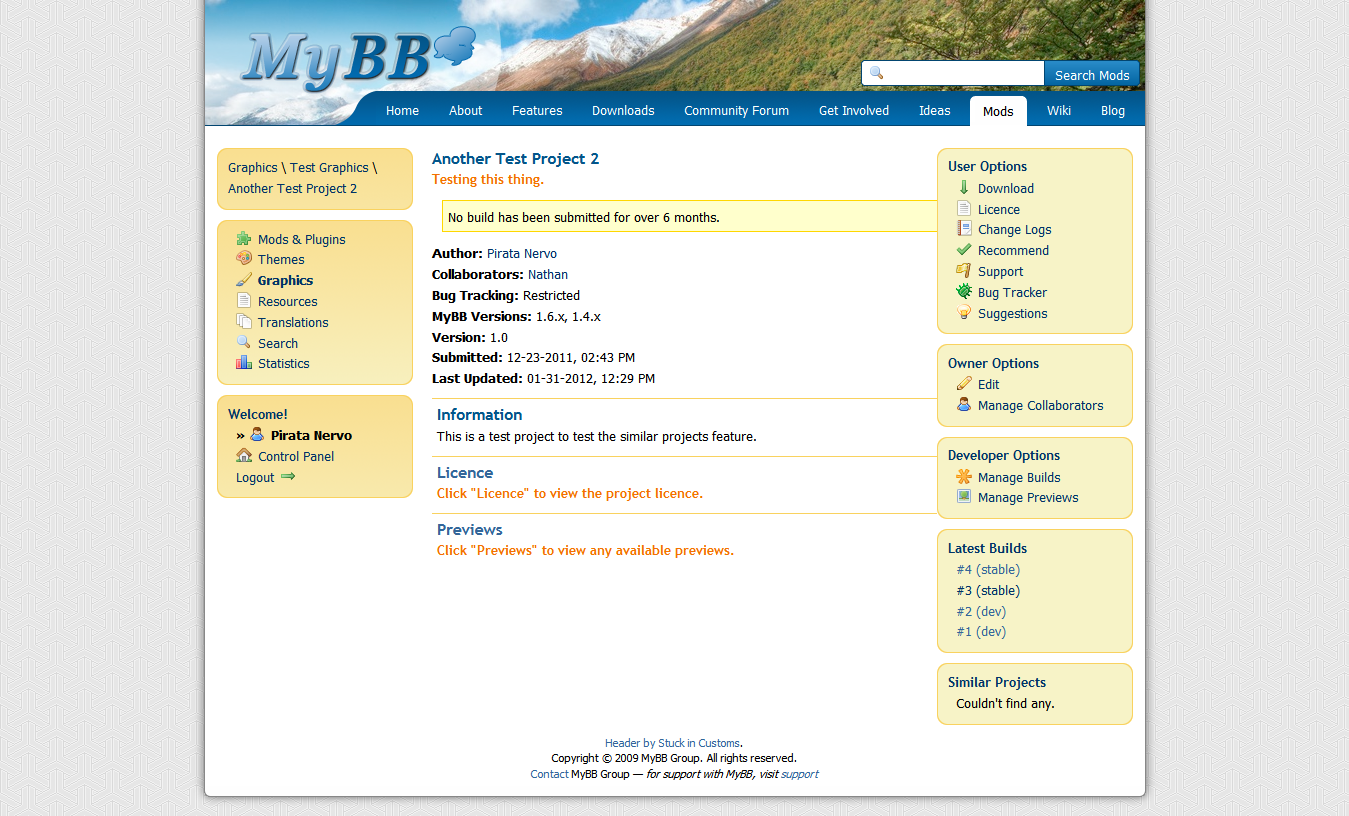 MyBB
Search Mods
Home About Features Downloads Community Forum Get Involved Ideas Mods Wiki Blog
Graphics \ Test Graphics \
Another Test Project 2
Mods & Plugins
Themes
Graphics
Resources
Translations
Search
Statistics
Welcome!
» Pirata Nervo
Control Panel
Logout
Another Test Project 2
Testing this thing.
No build has been submitted for over 6 months.
Author: Pirata Nervo
Collaborators: Nathan
Bug Tracking: Restricted
MyBB Versions: 1.6.x, 1.4.x
Version: 1.0
Submitted: 12-23-2011, 02:43 PM
Last Updated: 01-31-2012, 12:29 PM
Information
This is a test project to test the similar projects feature.
Licence
Click "Licence" to view the project licence.
Previews
Click "Previews" to view any available previews.
User Options
Download
Licence
Change Logs
Recommend
Support
Bug Tracker
Suggestions
Owner Options
Edit
Manage Collaborators
Developer Options
Manage Builds
Manage Previews
Latest Builds
#4 (stable)
#3 (stable)
#2 (dev)
#1 (dev)
Similar Projects
Couldn't find any.
Header by Stuck in Customs.
Copyright © 2009 MyBB Group. All rights reserved.
Contact MyBB Group — for support with MyBB, visit support